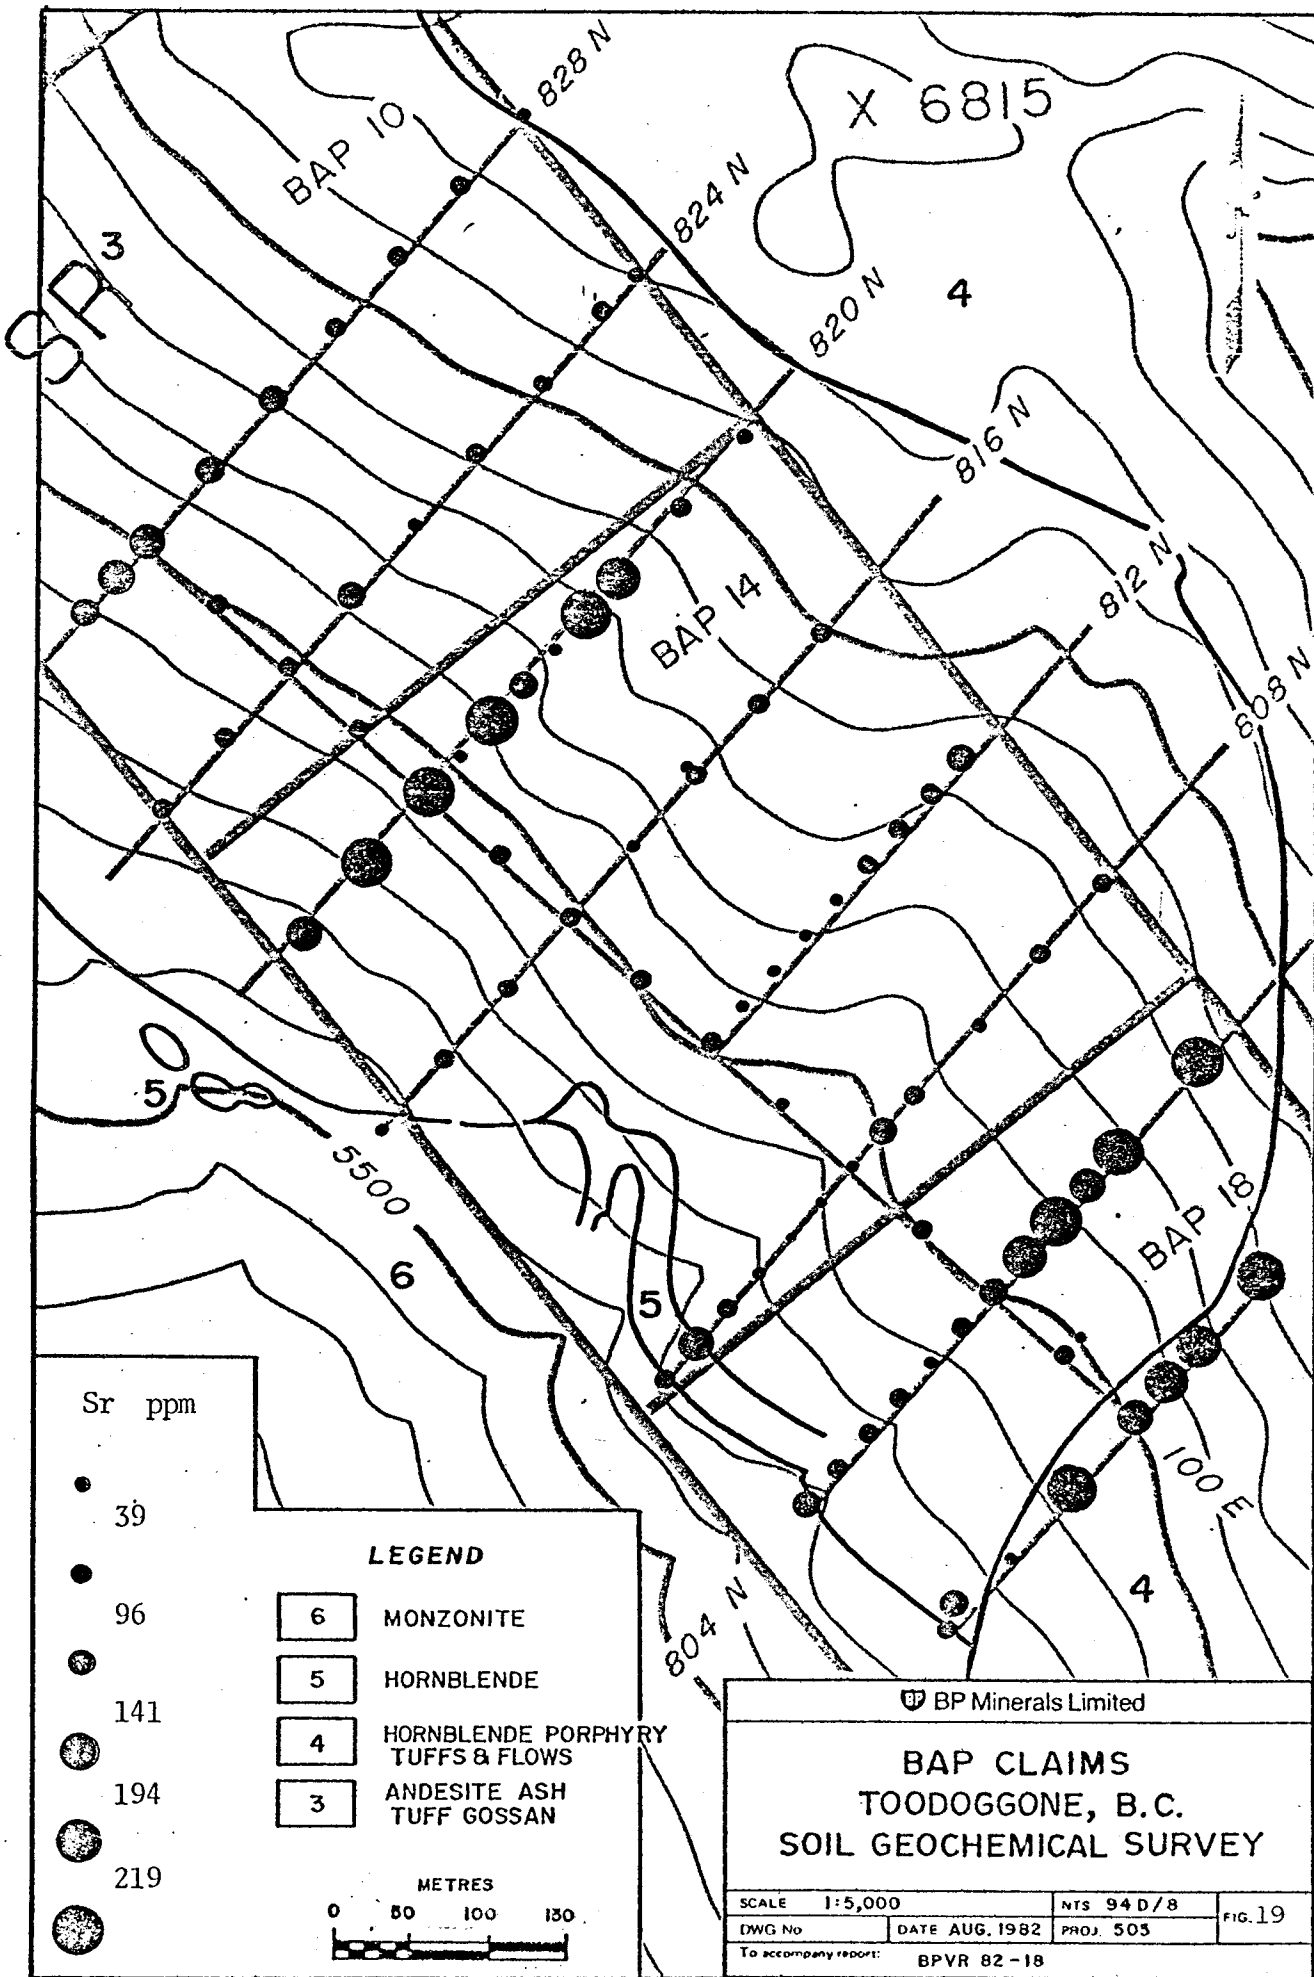 828 N
X 6815
BAP 10
824 N
3
820 N
4
816 N
BAP 14
812 N
808 N
5
5500
BAP 18
6
5
100 E
4
804 N
Sr ppm
39
96
141
194
219
LEGEND
6 MONZONITE
5 HORNBLENDE
4 HORNBLENDE PORPHYRY
TUFFS & FLOWS
3 ANDESITE ASH
TUFF GOSSAN
METRES
0 50 100 150
BP BP Minerals Limited
BAP CLAIMS
TOODOGGONE, B.C.
SOIL GEOCHEMICAL SURVEY
SCALE 1:5,000
NTS 94 D/8
FIG. 19
DWG No
DATE AUG. 1982
PROJ. 505
To accompany report: BPVR 82-18